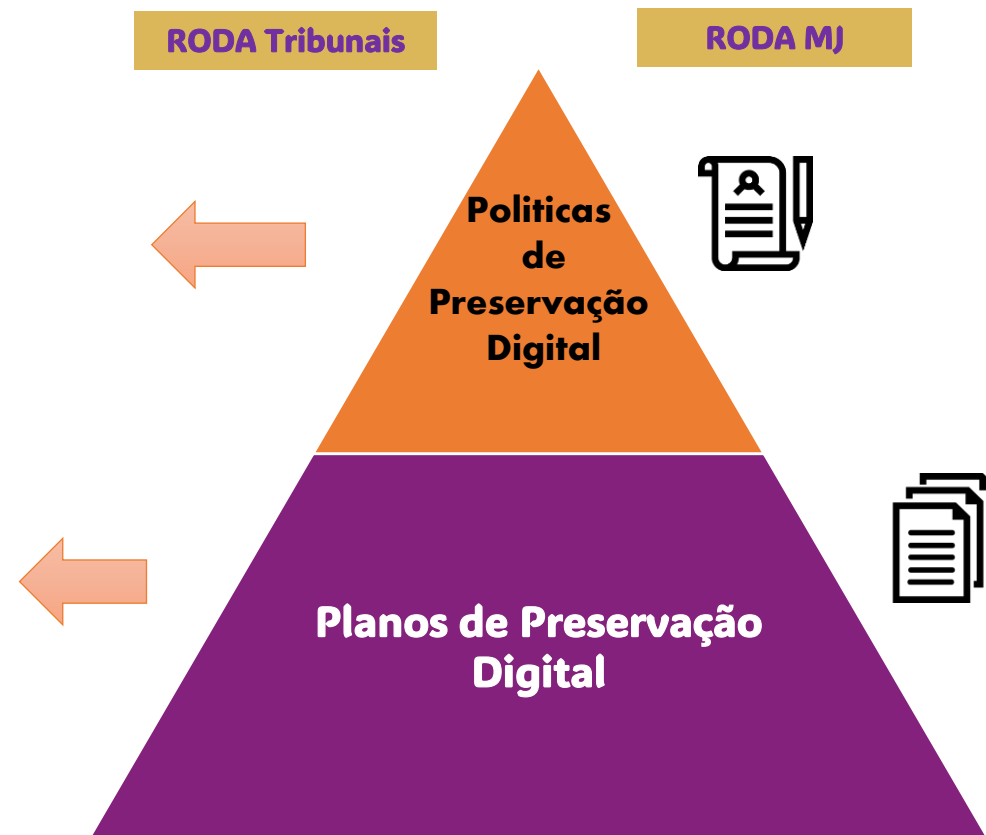 RODA Tribunais
RODA MJ
Politicas
de
Preservação
Digital
Planos de Preservação
Digital